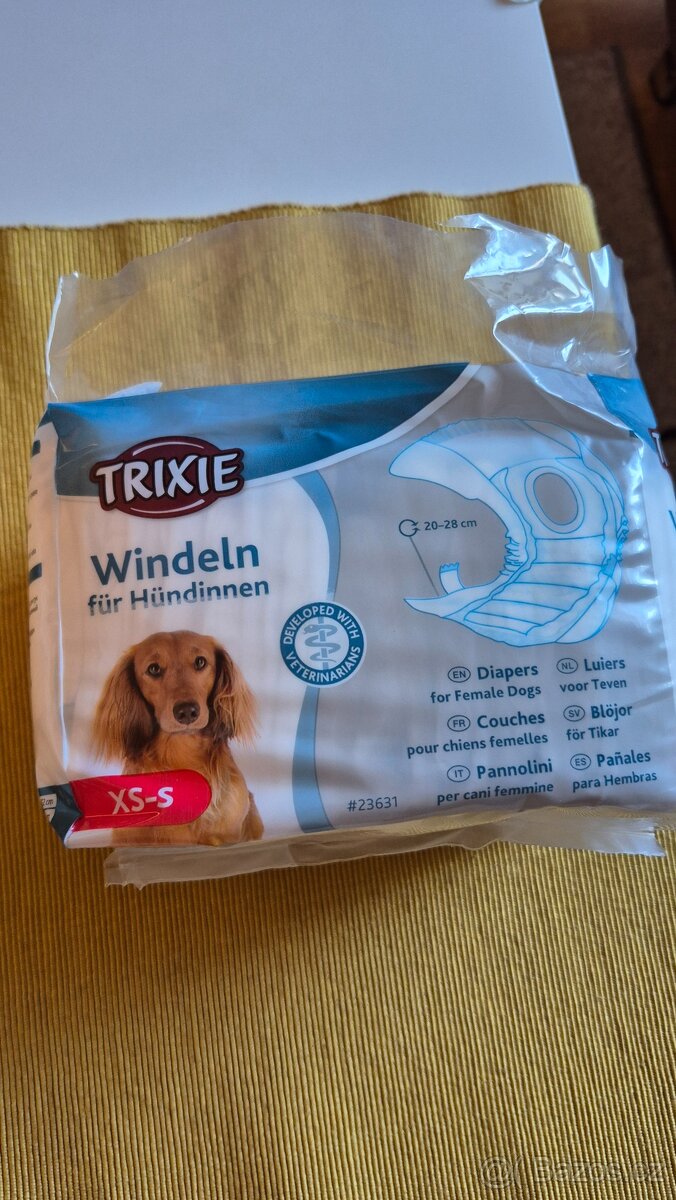 TRIXIE
Windeln
für Hündinnen
20–28 cm
DEVELOPED WITH
VETERINARIANS
EN Diapers
for Female Dogs
NL Luiers
voor Teven
FR Couches
pour chiens femelles
SV Blöjor
för Tikar
IT Pannolini
per cani femmine
ES Pañales
para Hembras
XS-S
#23631
@ Bazos.cz